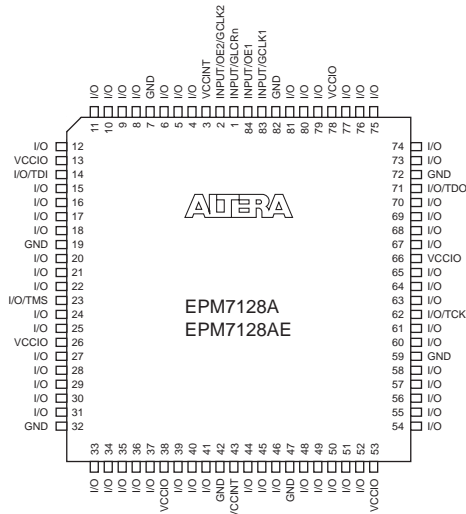 I/O I/O I/O I/O GND I/O I/O I/O VCCINT INPUT/OE2/GCLK2 INPUT/GLCRn INPUT/OE1 INPUT/GCLK1 GND I/O I/O I/O VCCIO I/O I/O I/O
11 10 9 8 7 6 5 4 3 2 1 84 83 82 81 80 79 78 77 76 75
I/O 12
VCCIO 13
I/O/TDI 14
I/O 15
I/O 16
I/O 17
I/O 18
GND 19
I/O 20
I/O 21
I/O 22
I/O/TMS 23
I/O 24
I/O 25
VCCIO 26
I/O 27
I/O 28
I/O 29
I/O 30
I/O 31
GND 32
ALTERA
EPM7128A
EPM7128AE
74 I/O
73 I/O
72 GND
71 I/O/TDO
70 I/O
69 I/O
68 I/O
67 I/O
66 VCCIO
65 I/O
64 I/O
63 I/O
62 I/O/TCK
61 I/O
60 I/O
59 GND
58 I/O
57 I/O
56 I/O
55 I/O
54 I/O
33 34 35 36 37 38 39 40 41 42 43 44 45 46 47 48 49 50 51 52 53
I/O I/O I/O I/O I/O VCCIO I/O I/O I/O GND VCCINT I/O I/O I/O GND I/O I/O I/O I/O I/O VCCIO